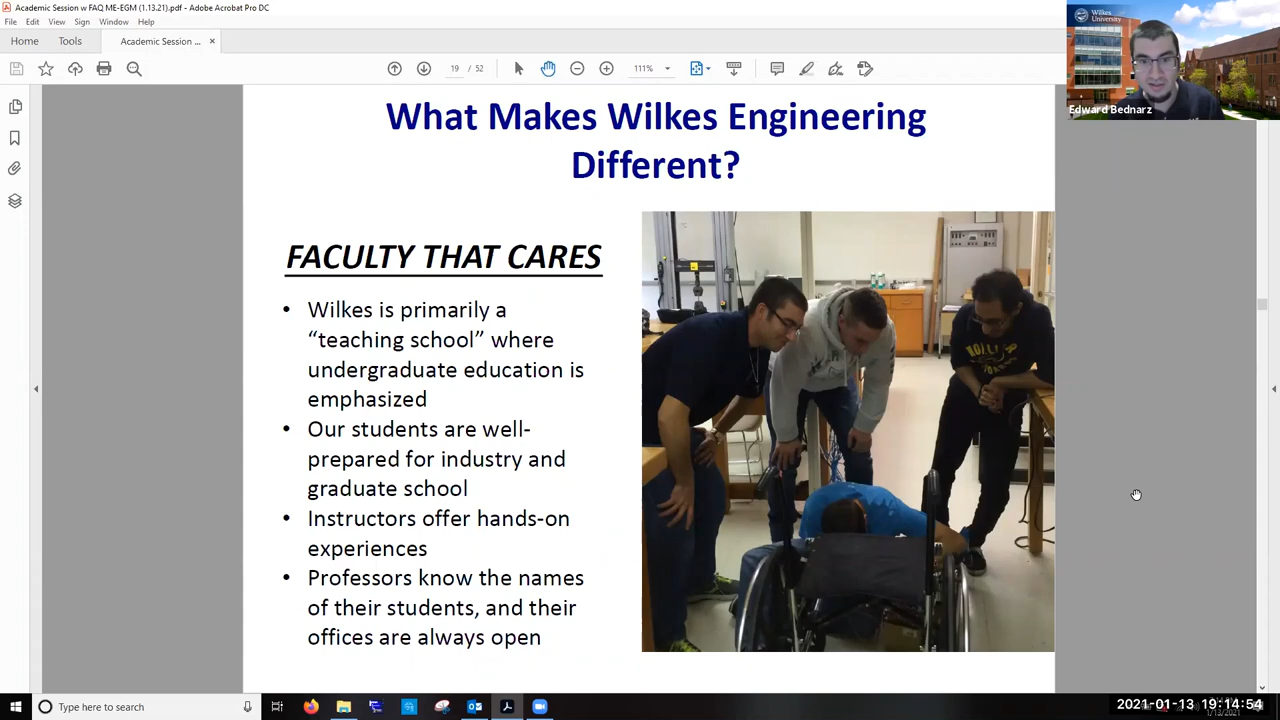 Academic Session w FAQ ME-EGM (1.13.21).pdf - Adobe Acrobat Pro DC
File Edit View Sign Window Help
Home Tools Academic Session ... ×
19 / 52 111%
Wilkes
University
Edward Bednarz
What Makes Wilkes Engineering
Different?
FACULTY THAT CARES
• Wilkes is primarily a
“teaching school” where
undergraduate education is
emphasized
• Our students are well-
prepared for industry and
graduate school
• Instructors offer hands-on
experiences
• Professors know the names
of their students, and their
offices are always open
Type here to search
2021-01-13 19:14:54